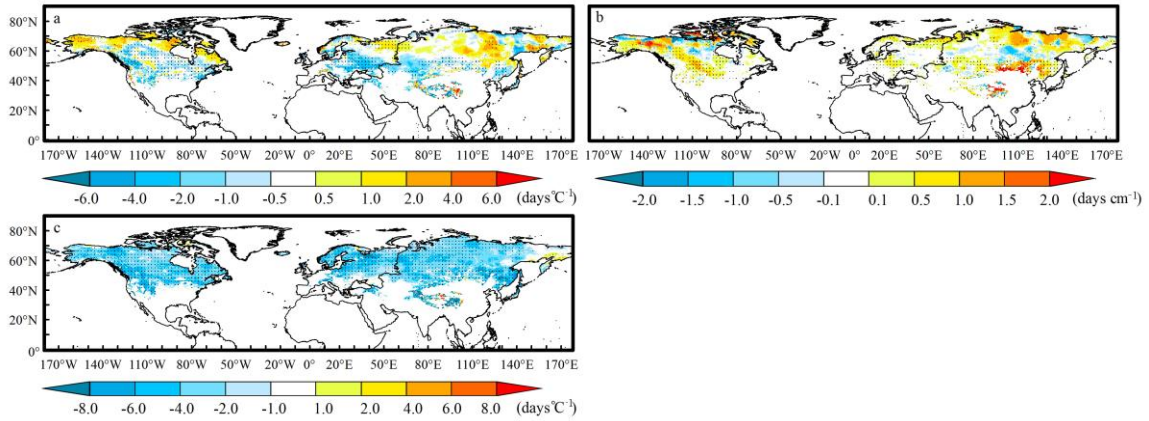 a
80°N
60°N
40°N
20°N
0°
170°W 140°W 110°W 80°W 50°W 20°W 0° 20°E 50°E 80°E 110°E 140°E 170°E
-6.0 -4.0 -2.0 -1.0 -0.5 0.5 1.0 2.0 4.0 6.0 (days℃⁻¹)
b
170°W 140°W 110°W 80°W 50°W 20°W 0° 20°E 50°E 80°E 110°E 140°E 170°E
-2.0 -1.5 -1.0 -0.5 -0.1 0.1 0.5 1.0 1.5 2.0 (days cm⁻¹)
c
80°N
60°N
40°N
20°N
0°
170°W 140°W 110°W 80°W 50°W 20°W 0° 20°E 50°E 80°E 110°E 140°E 170°E
-8.0 -6.0 -4.0 -2.0 -1.0 1.0 2.0 4.0 6.0 8.0 (days℃⁻¹)